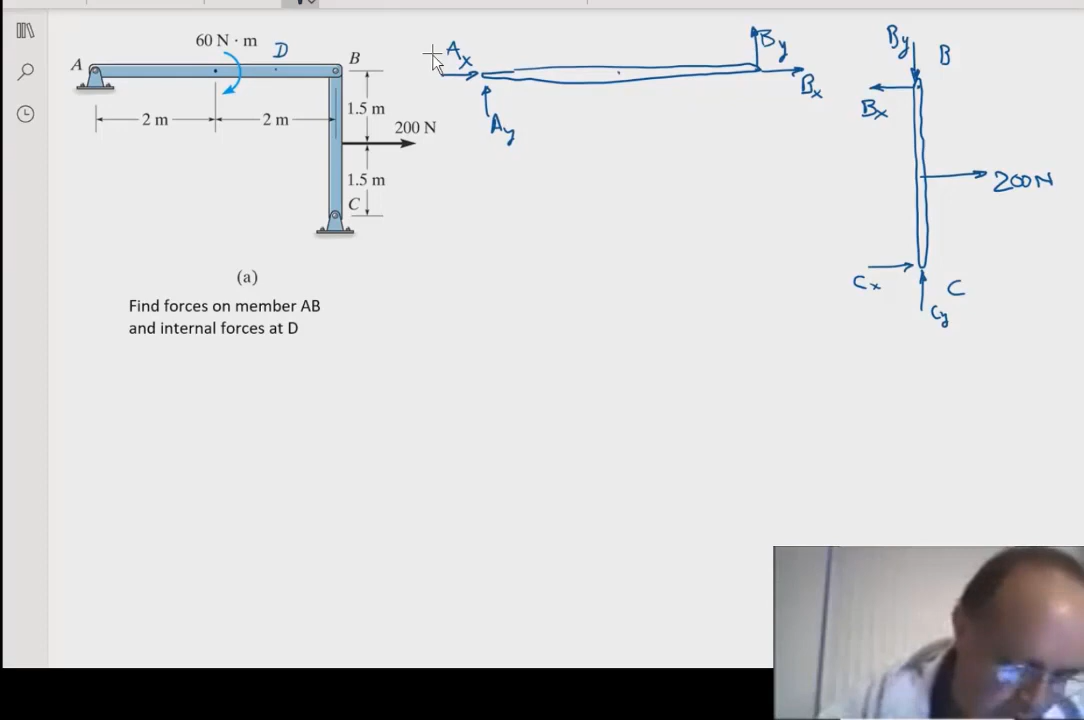 60 N · m
D
A
B
1.5 m
2 m
2 m
200 N
1.5 m
C
(a)
Find forces on member AB
and internal forces at D
Ax
Ay
By
Bx
By
B
Bx
200N
Cx
C
Cy